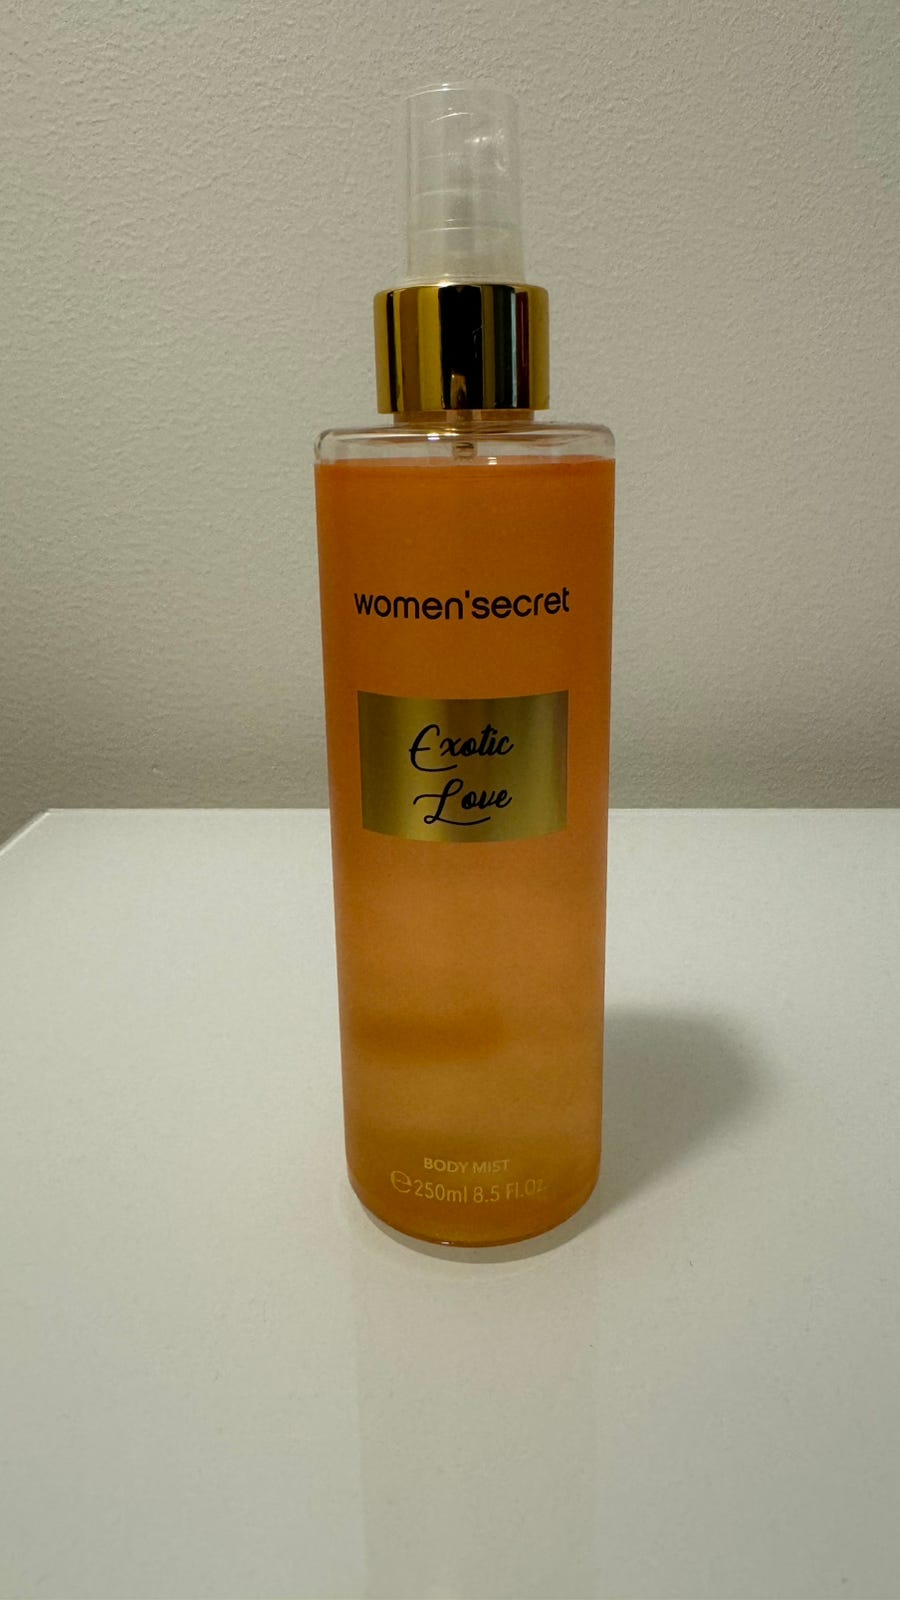 women'secret
Exotic
Love
BODY MIST
℮ 250ml 8.5 Fl.Oz.